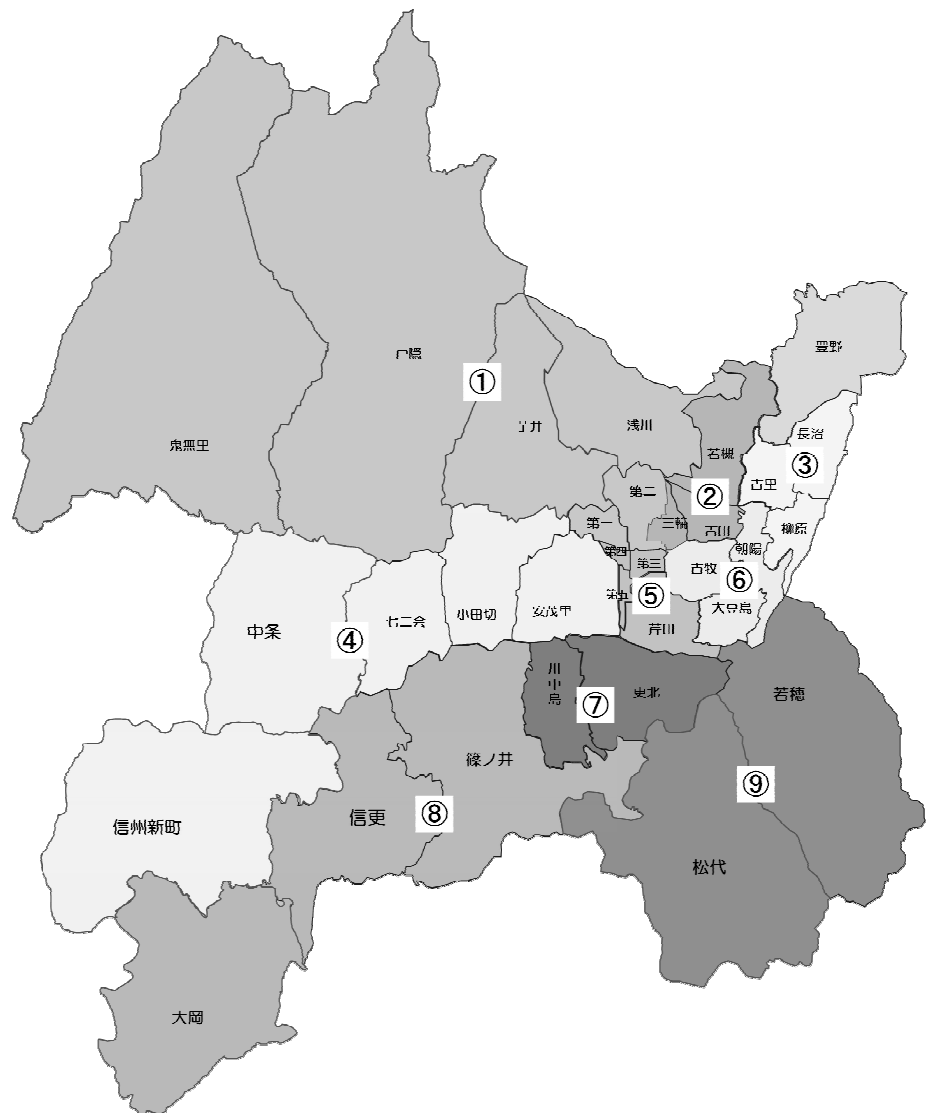 豊野
戸隠
①
浅川
芋井
長沼
鬼無里
若槻
③
古里
第二
②
柳原
第一
三輪
吉田
朝陽
第四
第三
古牧
⑥
第五
⑤
大豆島
安茂里
小田切
七二会
芹田
中条
④
川中島
更北
若穂
⑦
篠ノ井
⑨
信更
⑧
信州新町
松代
大岡